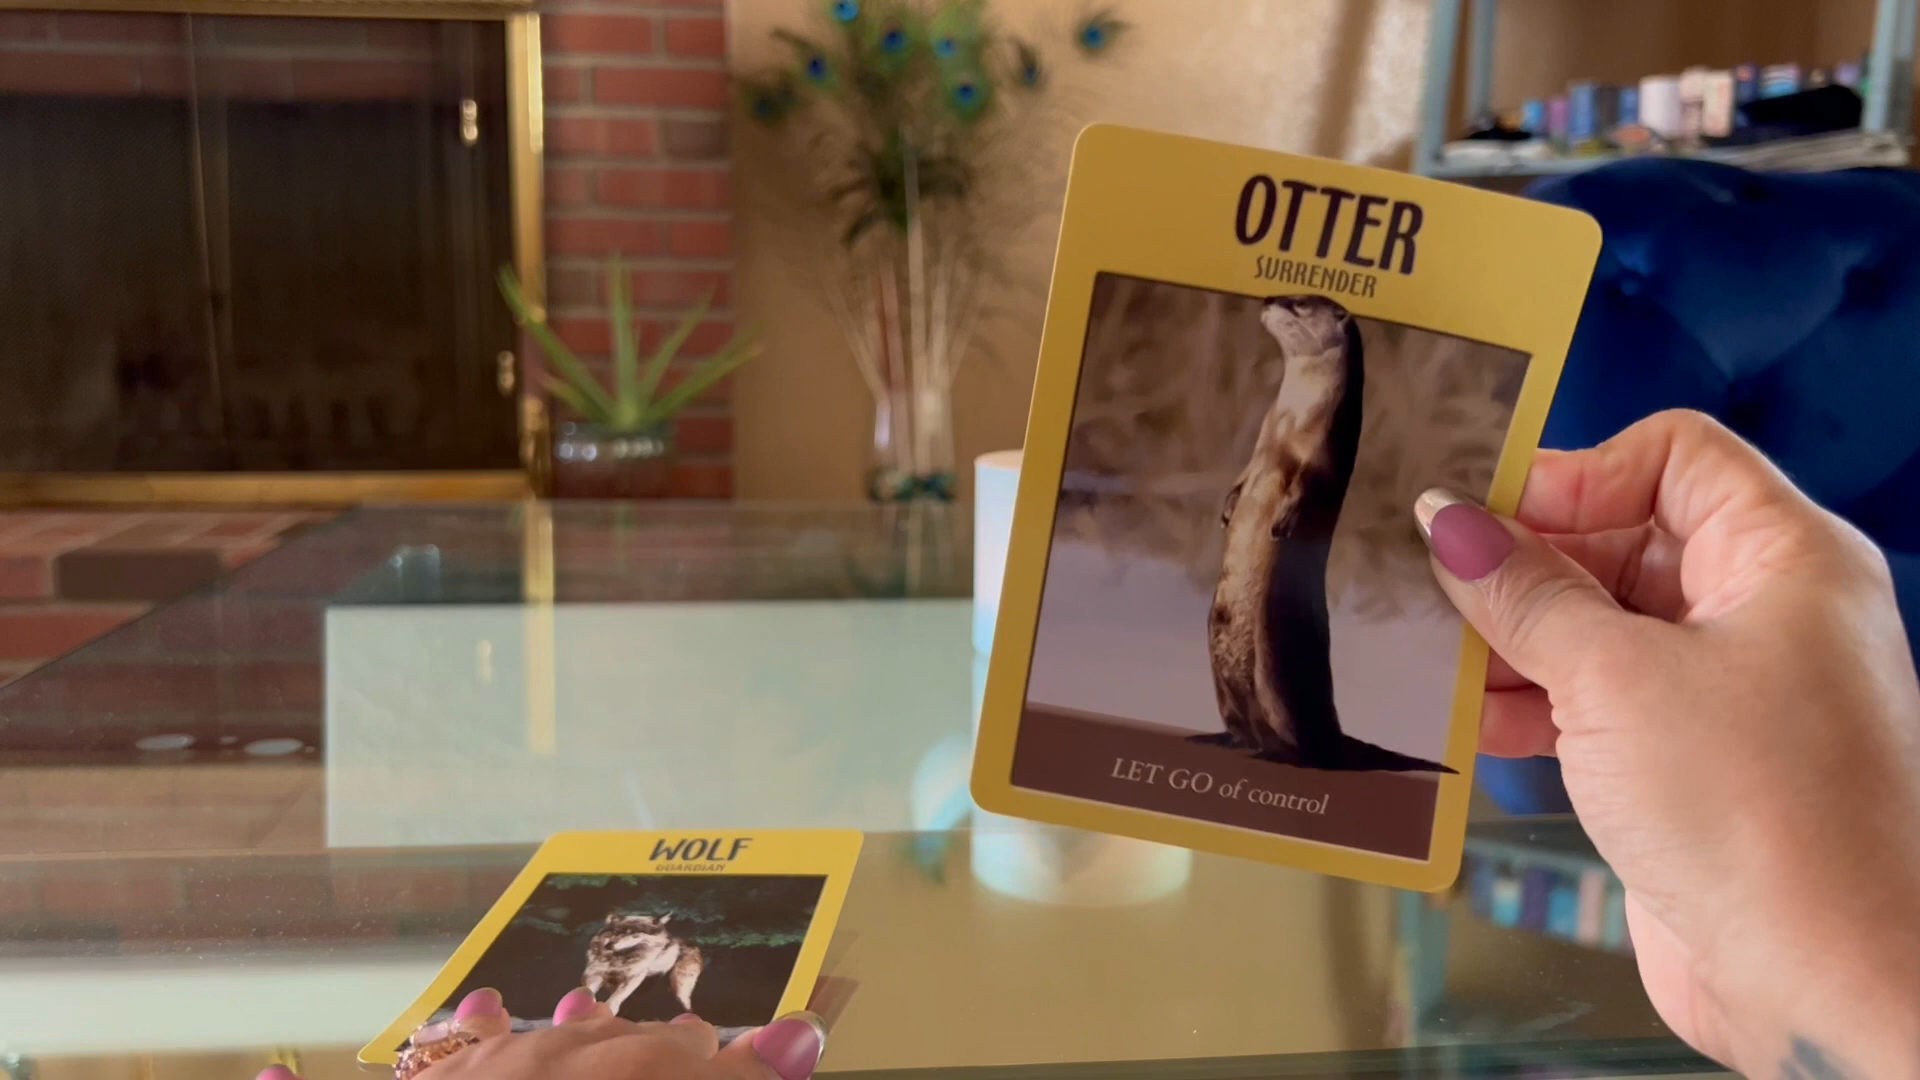 OTTER
SURRENDER
LET GO of control
WOLF
GUARDIAN